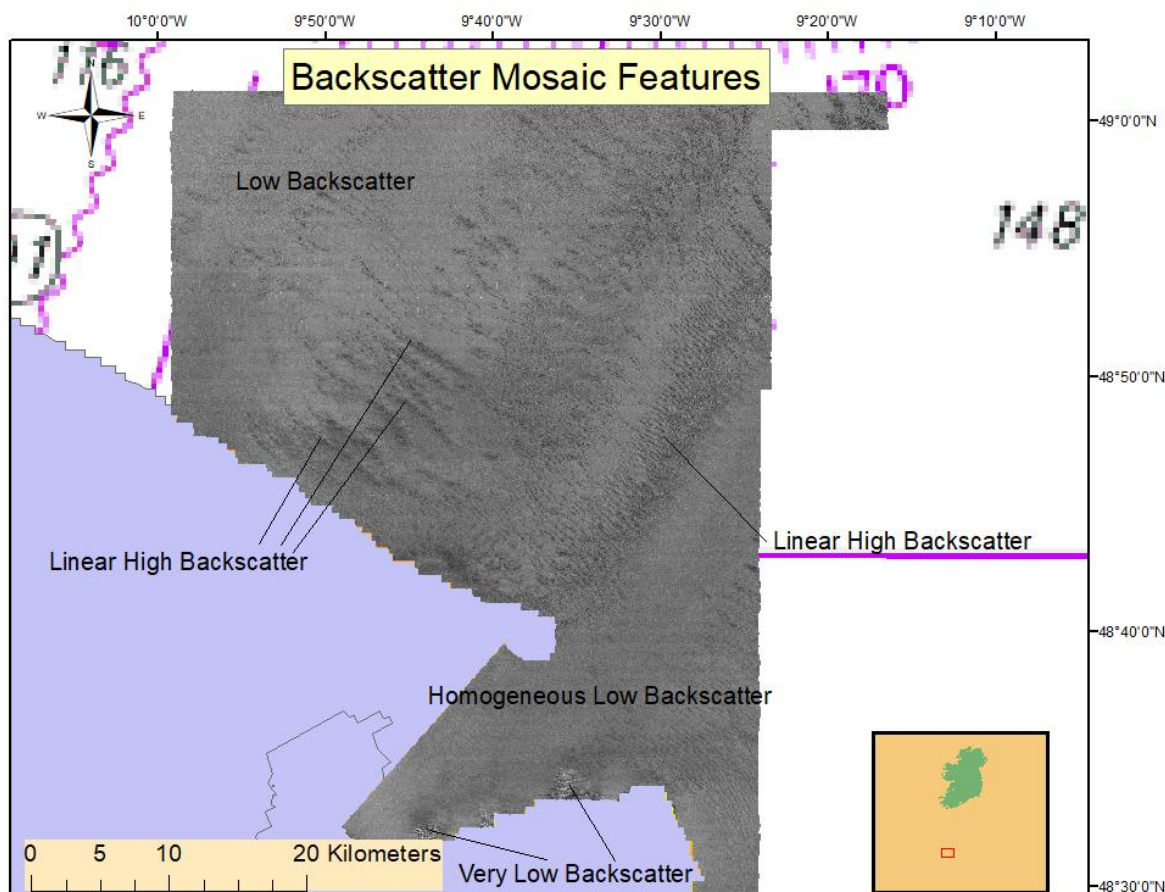 10°0'0"W 9°50'0"W 9°40'0"W 9°30'0"W 9°20'0"W 9°10'0"W
116
Backscatter Mosaic Features
170
N
W E
S
49°0'0"N
Low Backscatter
148
48°50'0"N
Linear High Backscatter
Linear High Backscatter
48°40'0"N
Homogeneous Low Backscatter
0 5 10 20 Kilometers
Very Low Backscatter
48°30'0"N